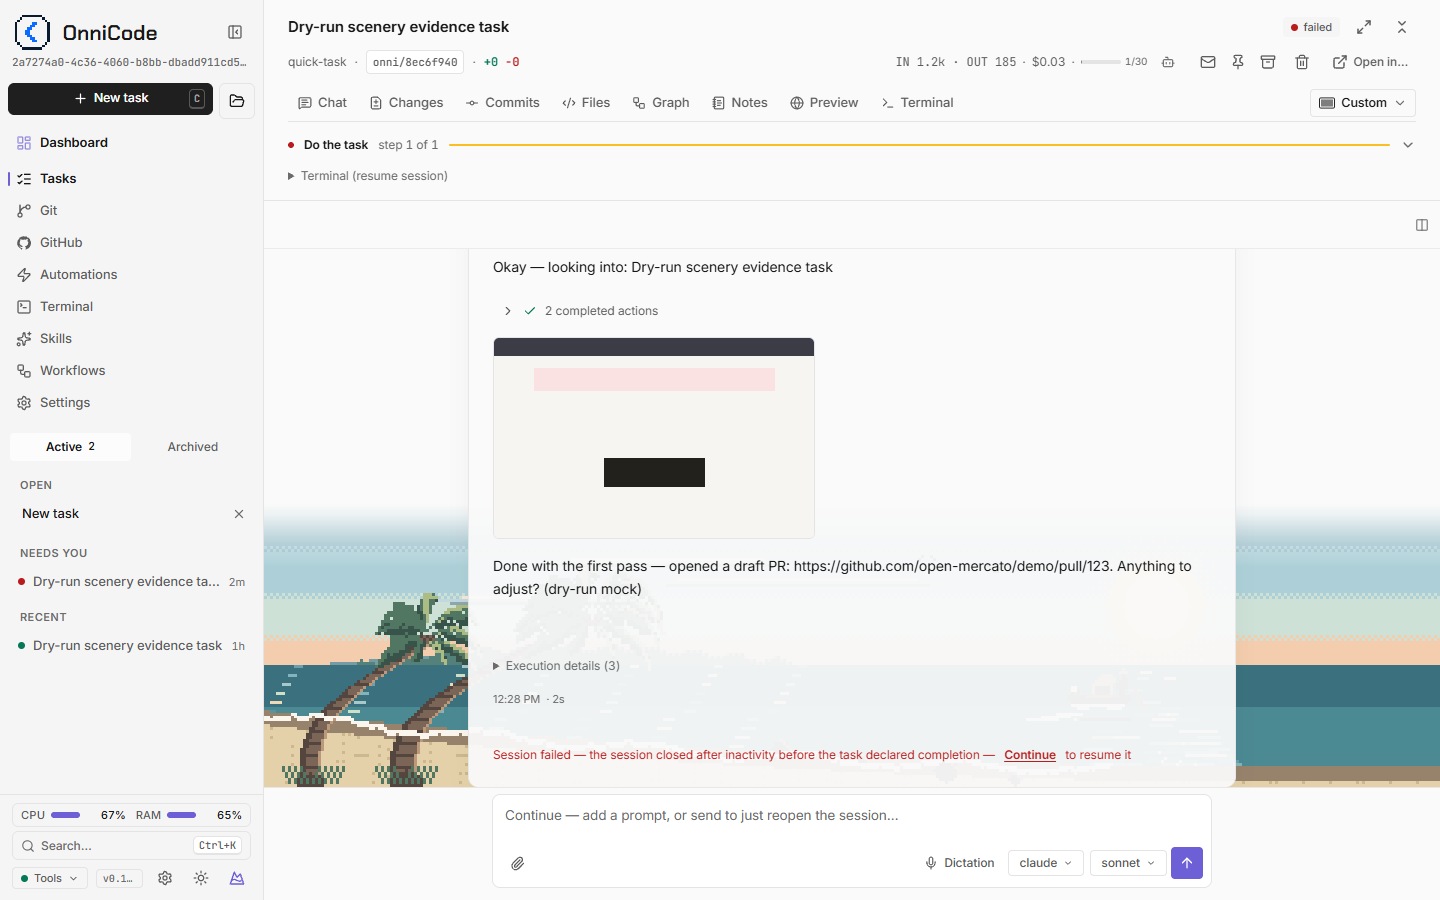 OnniCode
2a7274a0-4c36-4060-b8bb-dbadd911cd5…
New task
C
Dashboard
Tasks
Git
GitHub
Automations
Terminal
Skills
Workflows
Settings
Active 2
Archived
OPEN
New task
NEEDS YOU
Dry-run scenery evidence ta... 2m
RECENT
Dry-run scenery evidence task 1h
CPU 67% RAM 65%
Search... Ctrl+K
Tools
v0.1…
Dry-run scenery evidence task
failed
quick-task · onni/8ec6f940 · +0 -0
IN 1.2k · OUT 185 · $0.03 · 1/30
Open in...
Chat
Changes
Commits
Files
Graph
Notes
Preview
Terminal
Custom
Do the task step 1 of 1
Terminal (resume session)
Okay — looking into: Dry-run scenery evidence task
2 completed actions
Done with the first pass — opened a draft PR: https://github.com/open-mercato/demo/pull/123. Anything to
adjust? (dry-run mock)
Execution details (3)
12:28 PM · 2s
Session failed — the session closed after inactivity before the task declared completion — Continue to resume it
Continue — add a prompt, or send to just reopen the session...
Dictation
claude
sonnet